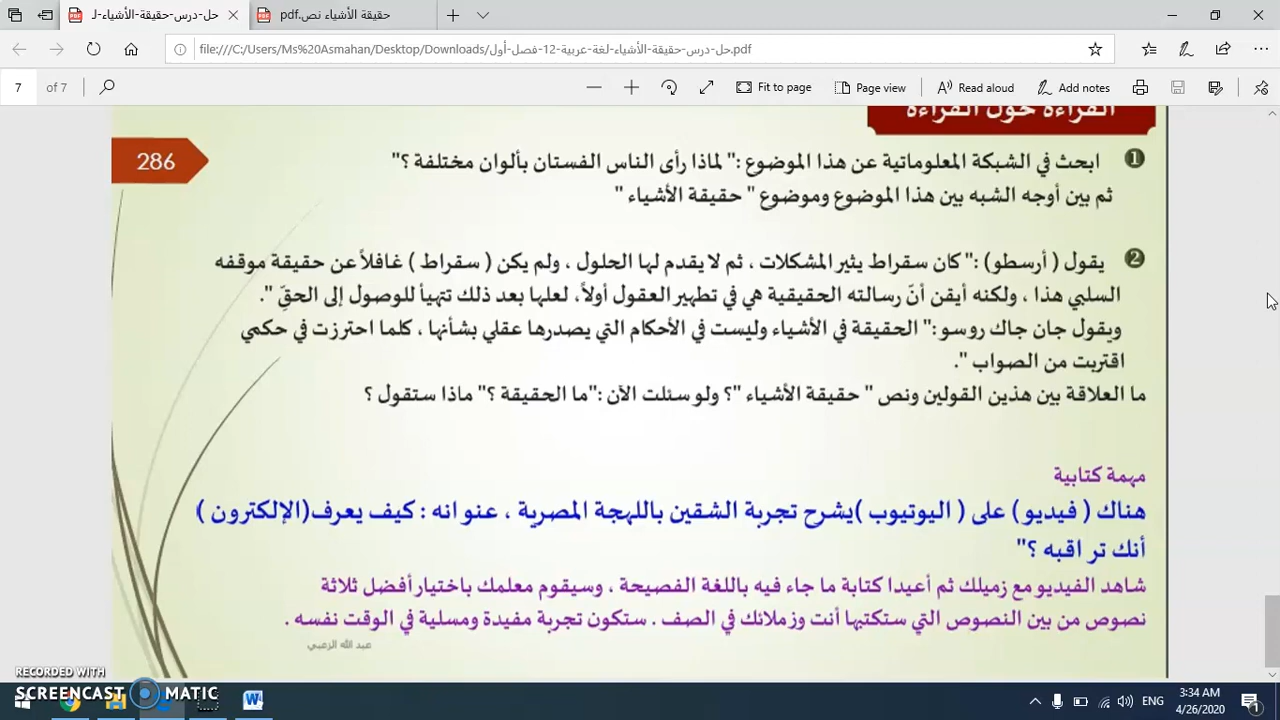 حل-درس-حقيقة-الأشياء-ل
حقيقة الأشياء نص.pdf
file:///C:/Users/Ms%20Asmahan/Desktop/Downloads/حل-درس-حقيقة-الأشياء-لغة-عربية-12-فصل-أول.pdf
7 of 7
Fit to page
Page view
Read aloud
Add notes
القراءة حول القراءة
286
1 ابحث في الشبكة المعلوماتية عن هذا الموضوع :" لماذا رأى الناس الفستان بألوان مختلفة ؟"
ثم بين أوجه الشبه بين هذا الموضوع وموضوع " حقيقة الأشياء "
2 يقول ( أرسطو) :" كان سقراط يثير المشكلات ، ثم لا يقدم لها الحلول ، ولم يكن ( سقراط ) غافلاً عن حقيقة موقفه
السلبي هذا ، ولكنه أيقن أنّ رسالته الحقيقية هي في تطهير العقول أولاً، لعلها بعد ذلك تتهيأ للوصول إلى الحقِّ ".
ويقول جان جاك روسو:" الحقيقة في الأشياء وليست في الأحكام التي يصدرها عقلي بشأنها ، كلما احترزت في حكمي
اقتربت من الصواب ".
ما العلاقة بين هذين القولين ونص " حقيقة الأشياء "؟ ولو سئلت الآن :"ما الحقيقة ؟" ماذا ستقول ؟
مهمة كتابية
هناك ( فيديو) على ( اليوتيوب )يشرح تجربة الشقين باللهجة المصرية ، عنوانه : كيف يعرف(الإلكترون )
أنك تراقبه ؟"
شاهد الفيديو مع زميلك ثم أعيدا كتابة ما جاء فيه باللغة الفصيحة ، وسيقوم معلمك باختيار أفضل ثلاثة
نصوص من بين النصوص التي ستكتبها أنت وزملائك في الصف . ستكون تجربة مفيدة ومسلية في الوقت نفسه .
عبد الله الزعبي
RECORDED WITH
SCREENCAST MATIC
3:34 AM
4/26/2020